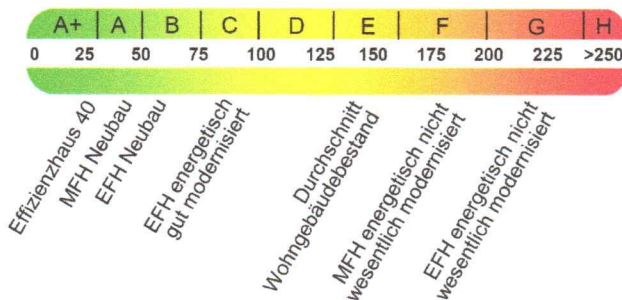 A+ A B C D E F G H
0 25 50 75 100 125 150 175 200 225 >250
Effizienzhaus 40
MFH Neubau
EFH Neubau
EFH energetisch
gut modernisiert
Durchschnitt
Wohngebäudebestand
MFH energetisch nicht
wesentlich modernisiert
EFH energetisch nicht
wesentlich modernisiert